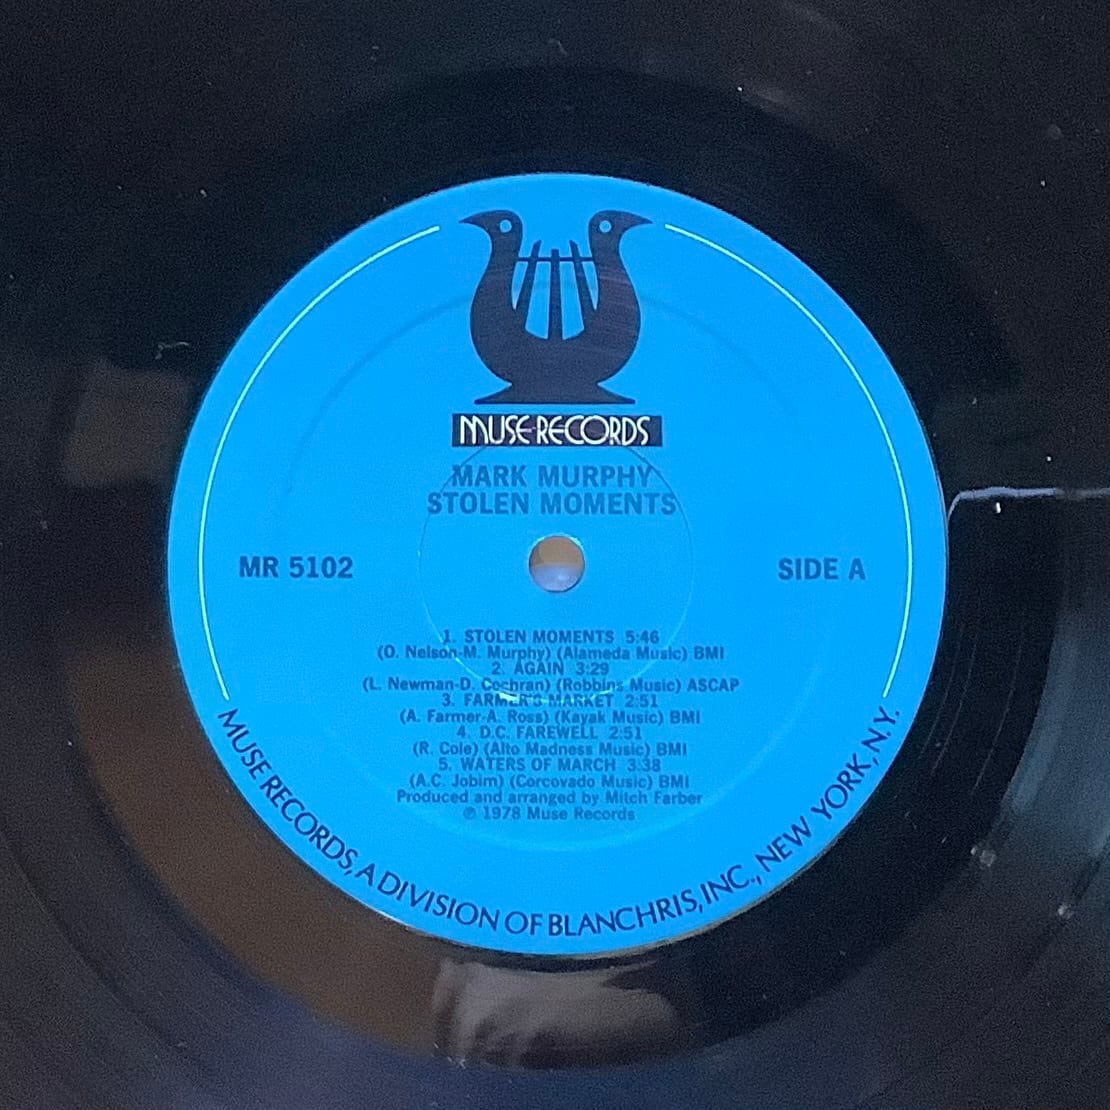 MUSE RECORDS
MARK MURPHY
STOLEN MOMENTS
MR 5102
SIDE A
1. STOLEN MOMENTS 5:46
(O. Nelson-M. Murphy) (Alameda Music) BMI
2. AGAIN 3:29
(L. Newman-D. Cochran) (Robbins Music) ASCAP
3. FARMER'S MARKET 2:51
(A. Farmer-A. Ross) (Kayak Music) BMI
4. D.C. FAREWELL 2:51
(R. Cole) (Alto Madness Music) BMI
5. WATERS OF MARCH 3:38
(A.C. Jobim) (Corcovado Music) BMI
Produced and arranged by Mitch Farber
℗ 1978 Muse Records
MUSE RECORDS, A DIVISION OF BLANCHRIS, INC., NEW YORK, N.Y.